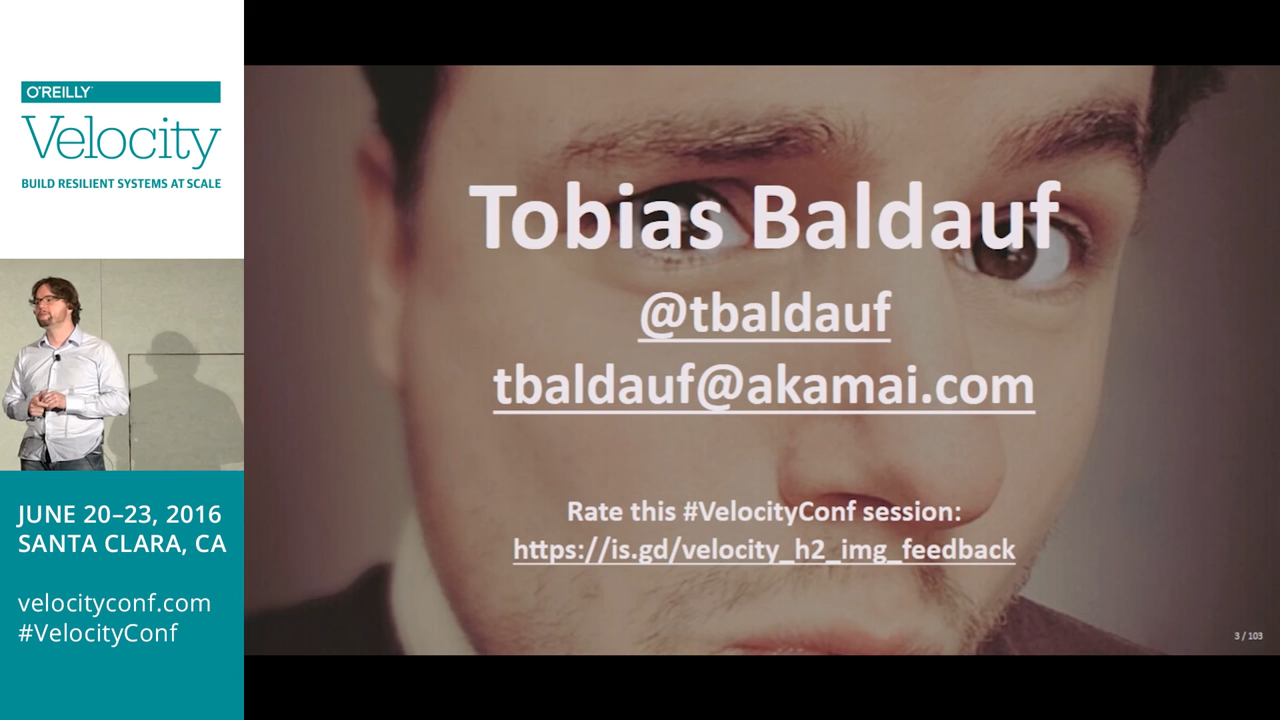 O'REILLY
Velocity
BUILD RESILIENT SYSTEMS AT SCALE
JUNE 20–23, 2016
SANTA CLARA, CA
velocityconf.com
#VelocityConf
Tobias Baldauf
@tbaldauf
tbaldauf@akamai.com
Rate this #VelocityConf session:
https://is.gd/velocity_h2_img_feedback
3 / 103